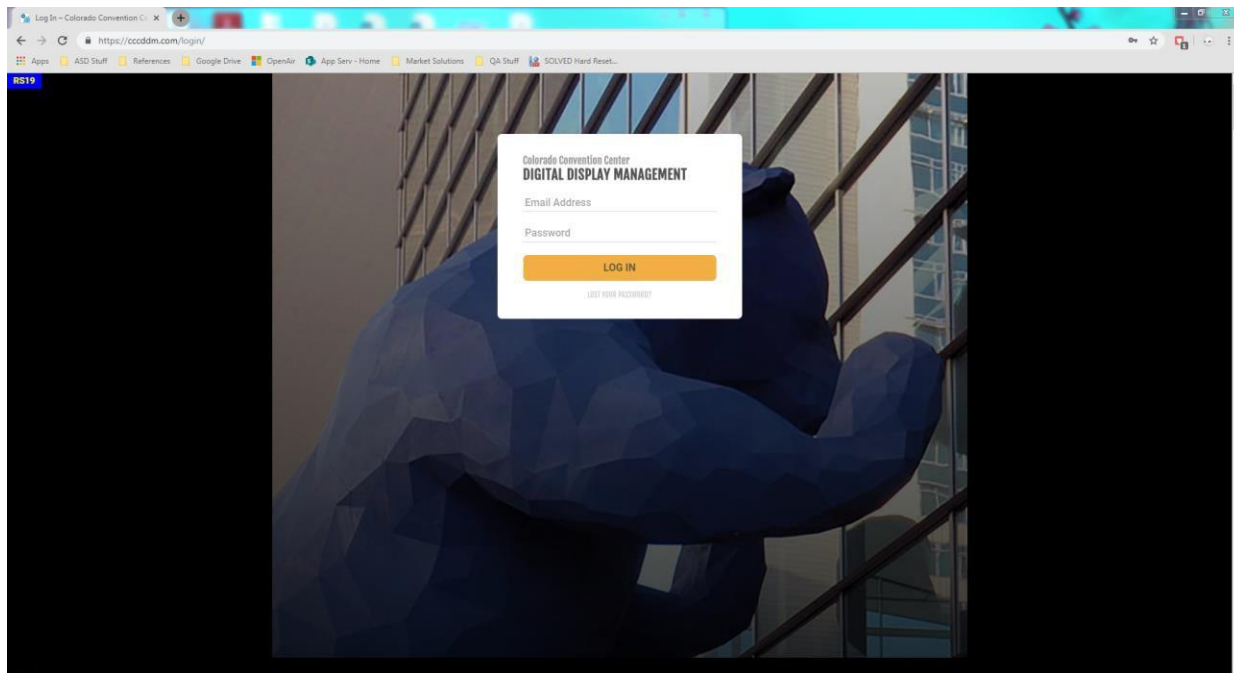 Log In – Colorado Convention C
https://cccddm.com/login/
Apps ASD Stuff References Google Drive OpenAir App Serv - Home Market Solutions QA Stuff SOLVED Hard Reset...
RS19
Colorado Convention Center
DIGITAL DISPLAY MANAGEMENT
Email Address
Password
LOG IN
LOST YOUR PASSWORD?